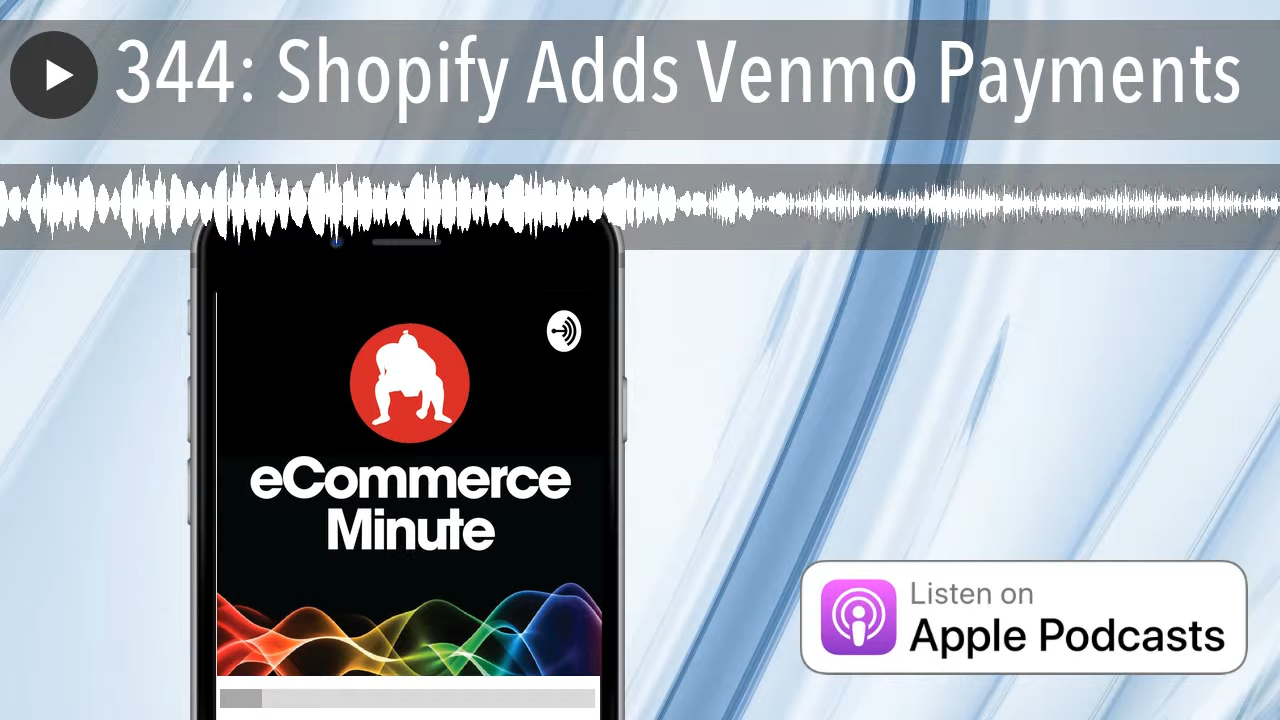 344: Shopify Adds Venmo Payments
eCommerce
Minute
Listen on
Apple Podcasts